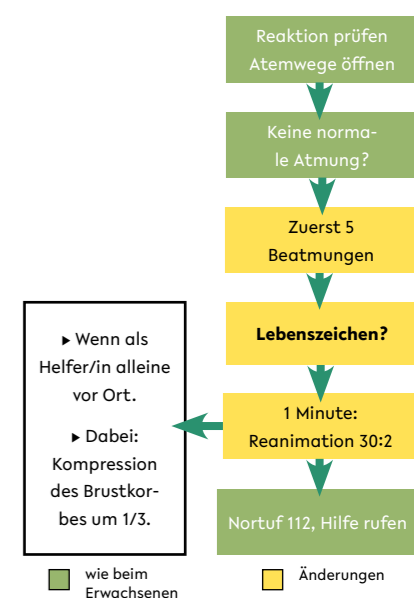 Reaktion prüfen
Atemwege öffnen
Keine norma-
le Atmung?
Zuerst 5
Beatmungen
Lebenszeichen?
1 Minute:
Reanimation 30:2
▸ Wenn als
Helfer/in alleine
vor Ort.
▸ Dabei:
Kompression
des Brustkor-
bes um 1/3.
Nortuf 112, Hilfe rufen
wie beim
Erwachsenen
Änderungen